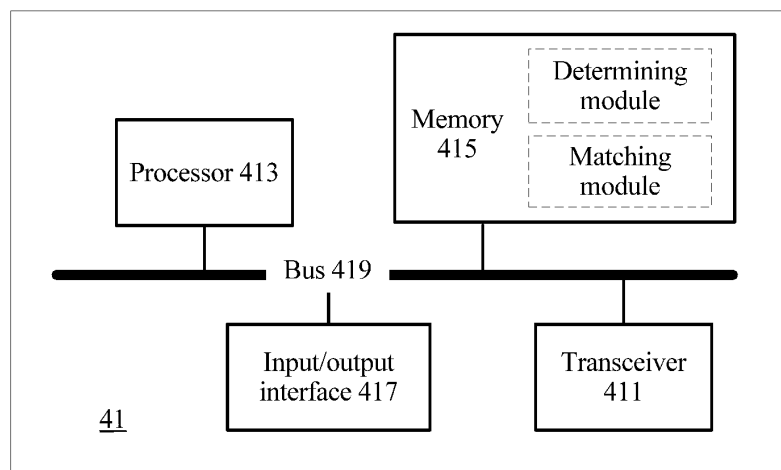 Determining
module
Memory
415
Matching
module
Processor 413
Bus 419
Input/output
interface 417
Transceiver
411
41